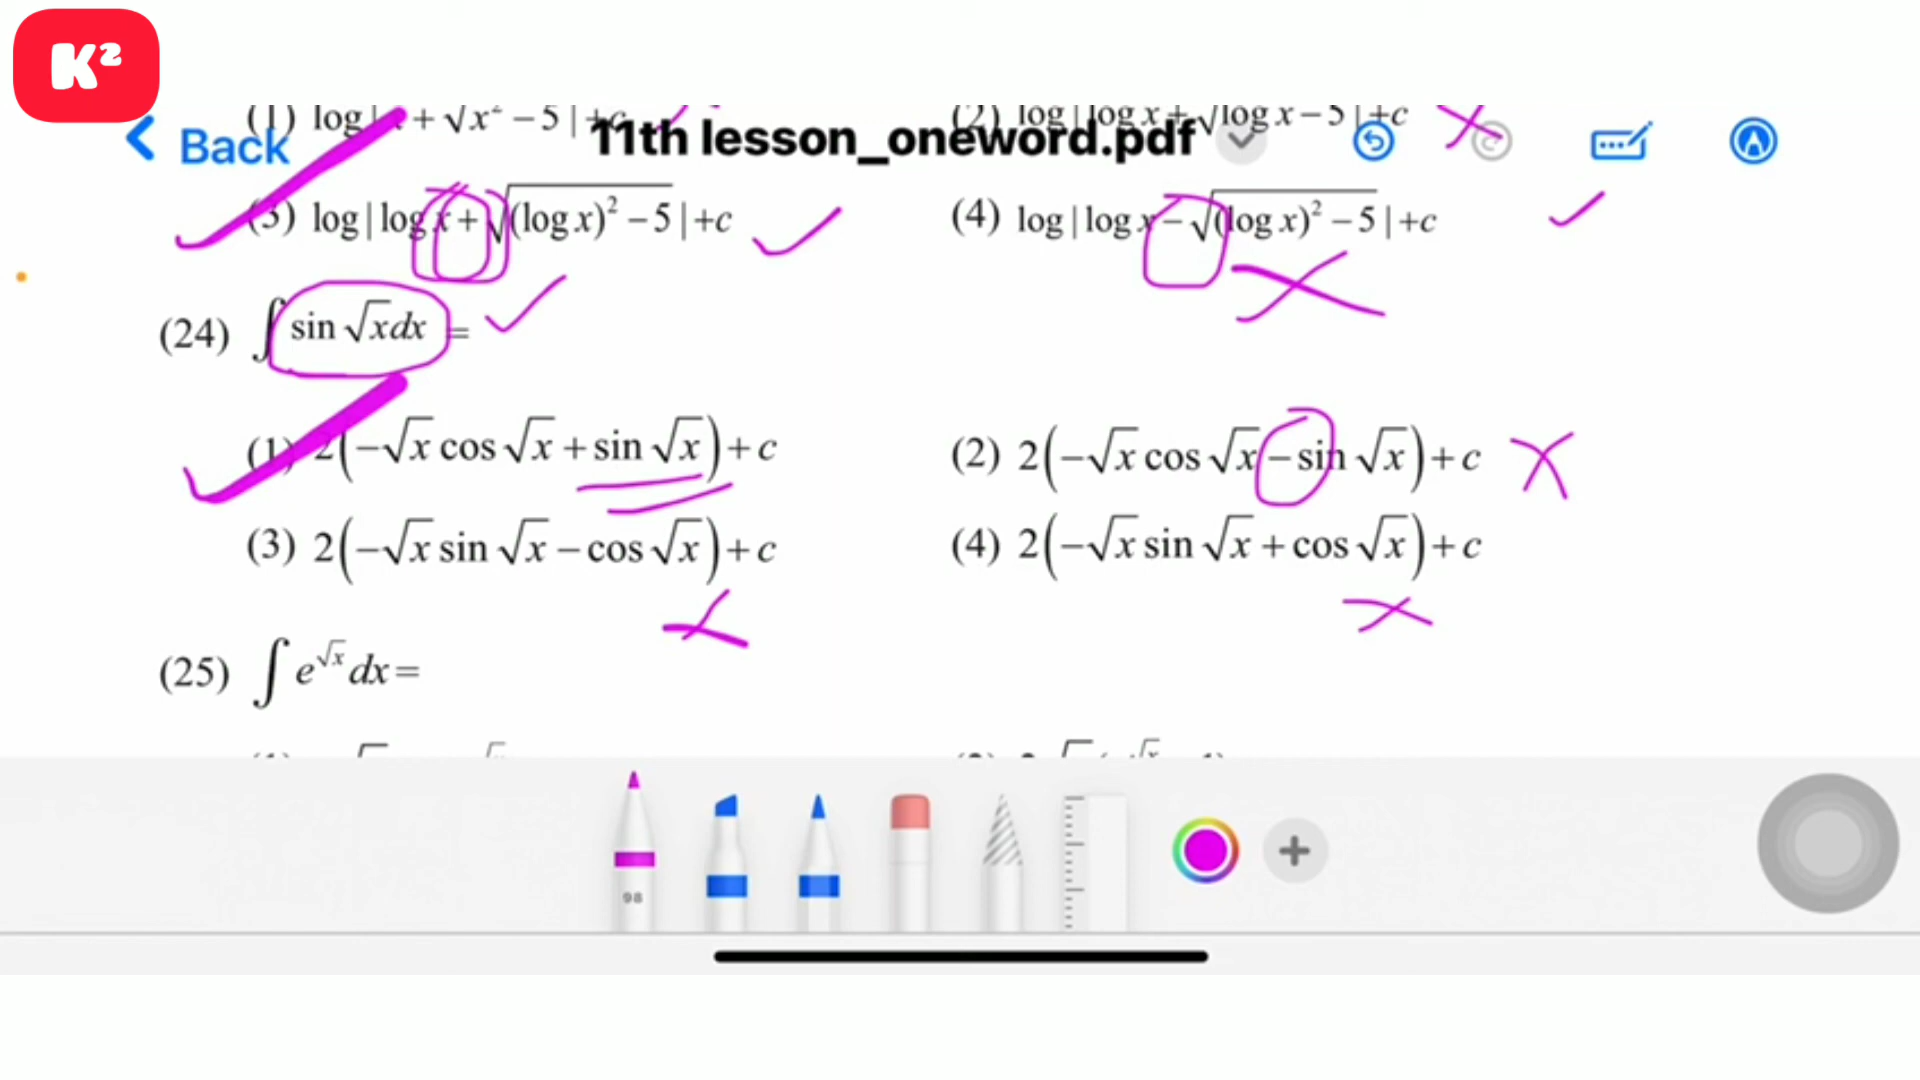 K²
(1) log| + √x² − 5 | +c
(2) log | log x + √log x − 5 | +c
Back
11th lesson_oneword.pdf
(3) log | log x + √(log x)² − 5 | +c
(4) log | log x − √(log x)² − 5 | +c
(24) ∫ sin √x dx =
(1) 2(−√x cos √x + sin √x) + c
(2) 2(−√x cos √x − sin √x) + c
(3) 2(−√x sin √x − cos √x) + c
(4) 2(−√x sin √x + cos √x) + c
(25) ∫ e^√x dx =
98